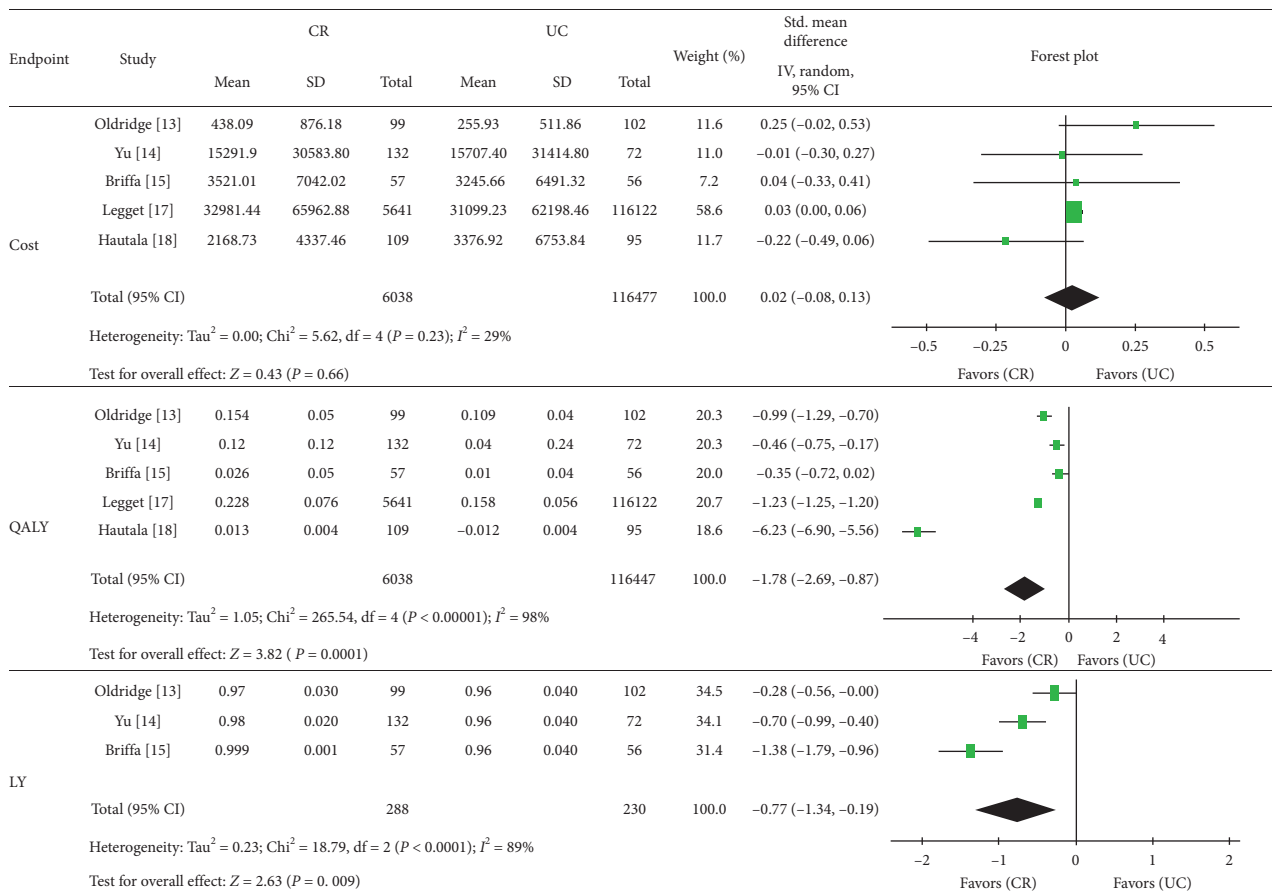 Endpoint Study CR UC Weight (%) Std. mean difference IV, random, 95% CI Forest plot
Mean SD Total Mean SD Total
Cost
Oldridge [13] 438.09 876.18 99 255.93 511.86 102 11.6 0.25 (–0.02, 0.53)
Yu [14] 15291.9 30583.80 132 15707.40 31414.80 72 11.0 –0.01 (–0.30, 0.27)
Briffa [15] 3521.01 7042.02 57 3245.66 6491.32 56 7.2 0.04 (–0.33, 0.41)
Legget [17] 32981.44 65962.88 5641 31099.23 62198.46 116122 58.6 0.03 (0.00, 0.06)
Hautala [18] 2168.73 4337.46 109 3376.92 6753.84 95 11.7 –0.22 (–0.49, 0.06)
Total (95% CI) 6038 116477 100.0 0.02 (–0.08, 0.13)
Heterogeneity: Tau² = 0.00; Chi² = 5.62, df = 4 (P = 0.23); I² = 29%
–0.5 –0.25 0 0.25 0.5
Test for overall effect: Z = 0.43 (P = 0.66)
Favors (CR) Favors (UC)
QALY
Oldridge [13] 0.154 0.05 99 0.109 0.04 102 20.3 –0.99 (–1.29, –0.70)
Yu [14] 0.12 0.12 132 0.04 0.24 72 20.3 –0.46 (–0.75, –0.17)
Briffa [15] 0.026 0.05 57 0.01 0.04 56 20.0 –0.35 (–0.72, 0.02)
Legget [17] 0.228 0.076 5641 0.158 0.056 116122 20.7 –1.23 (–1.25, –1.20)
Hautala [18] 0.013 0.004 109 –0.012 0.004 95 18.6 –6.23 (–6.90, –5.56)
Total (95% CI) 6038 116447 100.0 –1.78 (–2.69, –0.87)
Heterogeneity: Tau² = 1.05; Chi² = 265.54, df = 4 (P < 0.00001); I² = 98%
–4 –2 0 2 4
Test for overall effect: Z = 3.82 ( P = 0.0001)
Favors (CR) Favors (UC)
LY
Oldridge [13] 0.97 0.030 99 0.96 0.040 102 34.5 –0.28 (–0.56, –0.00)
Yu [14] 0.98 0.020 132 0.96 0.040 72 34.1 –0.70 (–0.99, –0.40)
Briffa [15] 0.999 0.001 57 0.96 0.040 56 31.4 –1.38 (–1.79, –0.96)
Total (95% CI) 288 230 100.0 –0.77 (–1.34, –0.19)
Heterogeneity: Tau² = 0.23; Chi² = 18.79, df = 2 (P < 0.0001); I² = 89%
–2 –1 0 1 2
Test for overall effect: Z = 2.63 (P = 0. 009)
Favors (CR) Favors (UC)